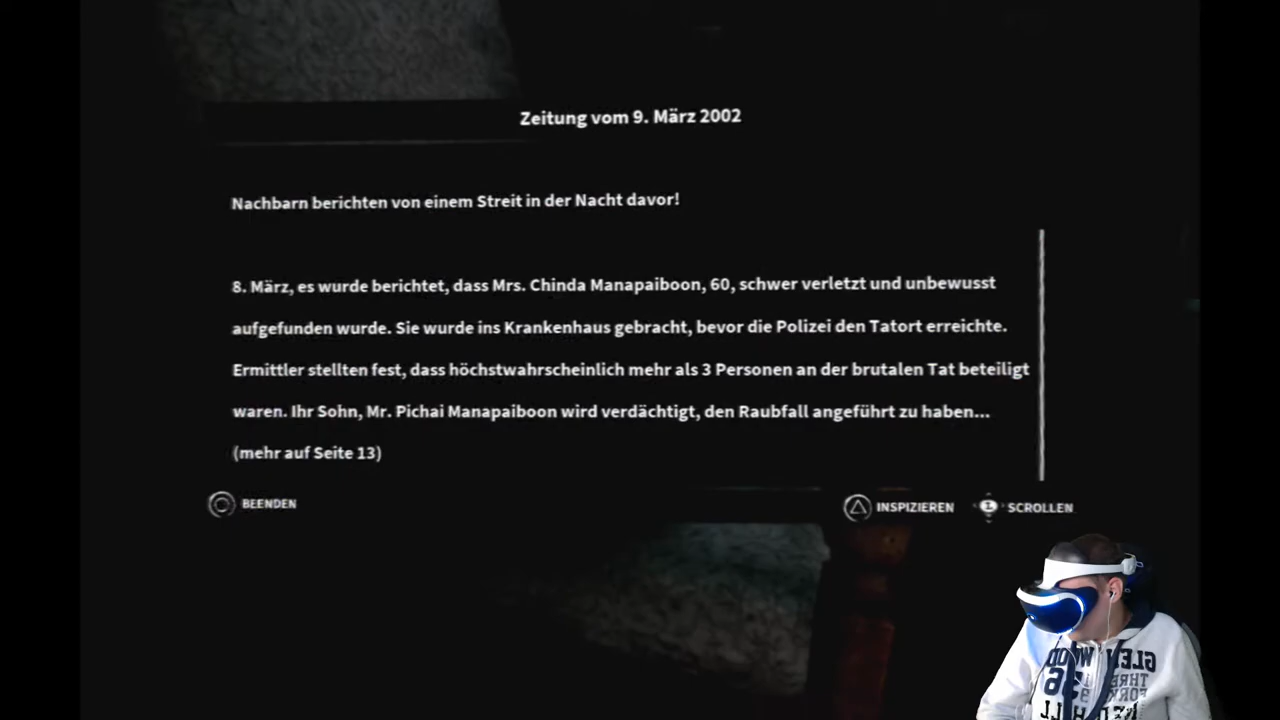 Zeitung vom 9. März 2002
Nachbarn berichten von einem Streit in der Nacht davor!
8. März, es wurde berichtet, dass Mrs. Chinda Manapaiboon, 60, schwer verletzt und unbewusst
aufgefunden wurde. Sie wurde ins Krankenhaus gebracht, bevor die Polizei den Tatort erreichte.
Ermittler stellten fest, dass höchstwahrscheinlich mehr als 3 Personen an der brutalen Tat beteiligt
waren. Ihr Sohn, Mr. Pichai Manapaiboon wird verdächtigt, den Raubfall angeführt zu haben...
(mehr auf Seite 13)
BEENDEN
INSPIZIEREN
SCROLLEN